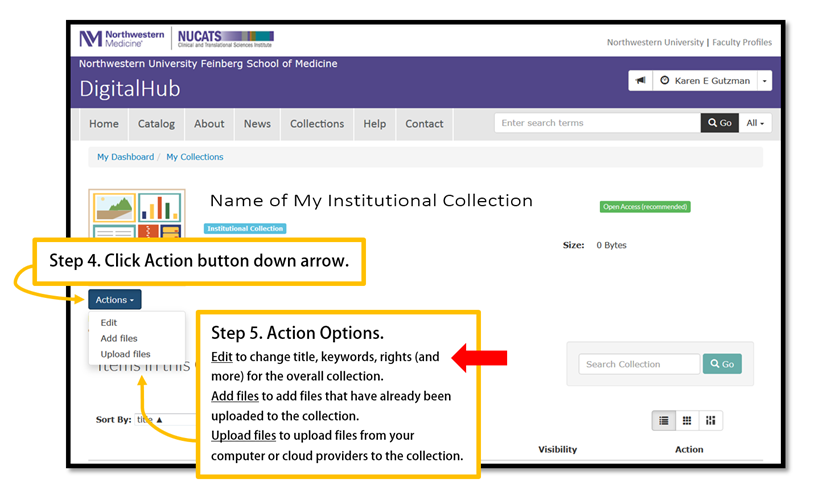 Northwestern Medicine®
NUCATS
Clinical and Translational Sciences Institute
Northwestern University | Faculty Profiles
Northwestern University Feinberg School of Medicine
DigitalHub
Karen E Gutzman
Home Catalog About News Collections Help Contact
Enter search terms Go All
My Dashboard / My Collections
Name of My Institutional Collection
Open Access (recommended)
Institutional Collection
Size: 0 Bytes
Step 4. Click Action button down arrow.
Actions
Edit
Add files
Upload files
Step 5. Action Options.
Edit to change title, keywords, rights (and
more) for the overall collection.
Add files to add files that have already been
uploaded to the collection.
Upload files to upload files from your
computer or cloud providers to the collection.
Items in this
Search Collection Go
Sort By: title ▲
Visibility Action